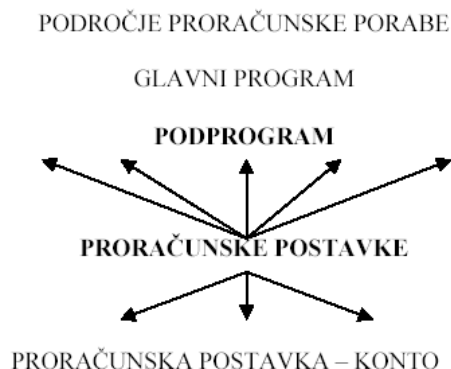 PODROČJE PRORAČUNSKE PORABE
GLAVNI PROGRAM
PODPROGRAM
PRORAČUNSKE POSTAVKE
PRORAČUNSKA POSTAVKA – KONTO